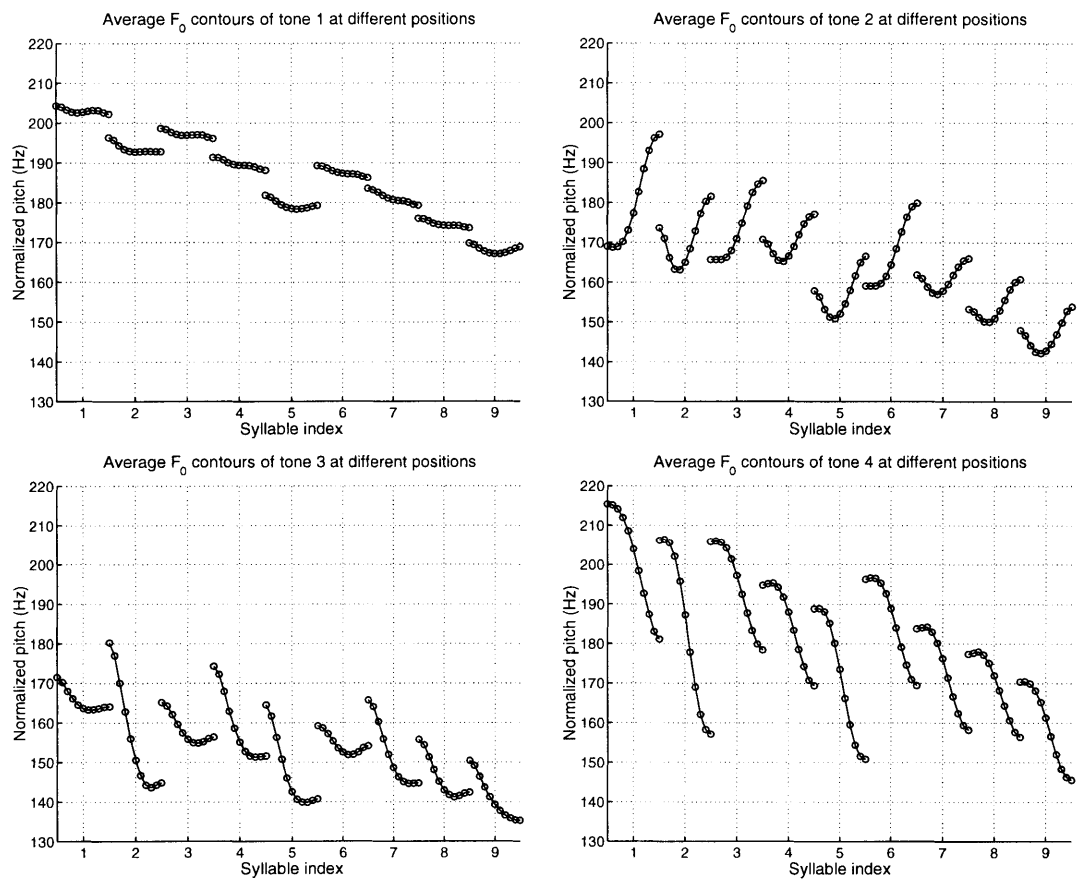 Average F0 contours of tone 1 at different positions
Normalized pitch (Hz)
220
210
200
190
180
170
160
150
140
130
1 2 3 4 5 6 7 8 9
Syllable index
Average F0 contours of tone 2 at different positions
Normalized pitch (Hz)
220
210
200
190
180
170
160
150
140
130
1 2 3 4 5 6 7 8 9
Syllable index
Average F0 contours of tone 3 at different positions
Normalized pitch (Hz)
220
210
200
190
180
170
160
150
140
130
1 2 3 4 5 6 7 8 9
Syllable index
Average F0 contours of tone 4 at different positions
Normalized pitch (Hz)
220
210
200
190
180
170
160
150
140
130
1 2 3 4 5 6 7 8 9
Syllable index